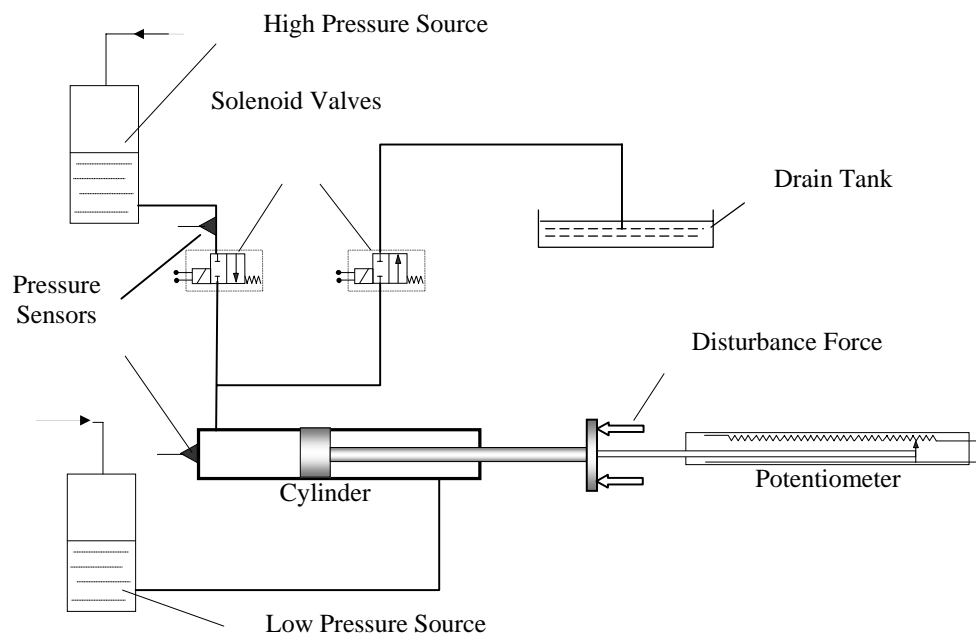 High Pressure Source
Solenoid Valves
Drain Tank
Pressure
Sensors
Disturbance Force
Cylinder
Potentiometer
Low Pressure Source